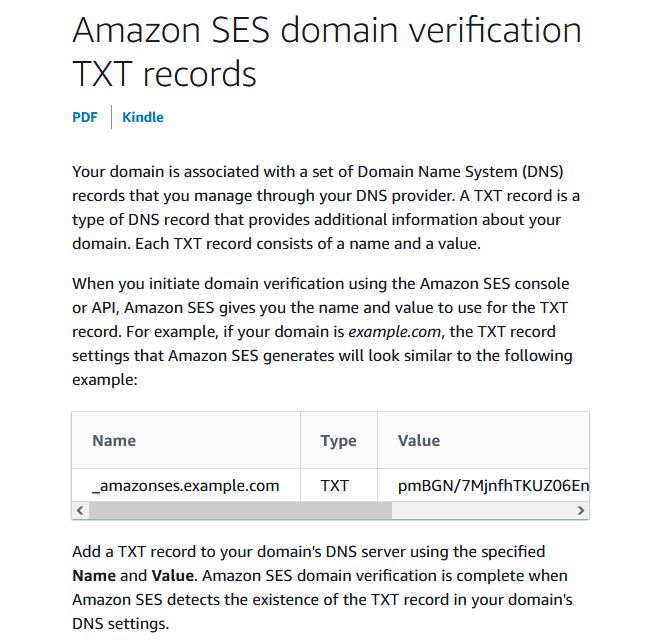 Amazon SES domain verification
TXT records
PDF Kindle
Your domain is associated with a set of Domain Name System (DNS)
records that you manage through your DNS provider. A TXT record is a
type of DNS record that provides additional information about your
domain. Each TXT record consists of a name and a value.
When you initiate domain verification using the Amazon SES console
or API, Amazon SES gives you the name and value to use for the TXT
record. For example, if your domain is example.com, the TXT record
settings that Amazon SES generates will look similar to the following
example:
Name Type Value
_amazonses.example.com TXT pmBGN/7MjnfhTKUZ06En
Add a TXT record to your domain's DNS server using the specified
Name and Value. Amazon SES domain verification is complete when
Amazon SES detects the existence of the TXT record in your domain's
DNS settings.